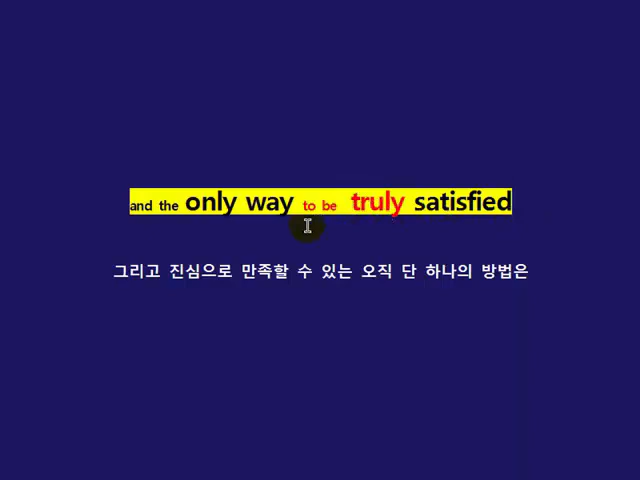 and the only way to be truly satisfied
그리고 진심으로 만족할 수 있는 오직 단 하나의 방법은